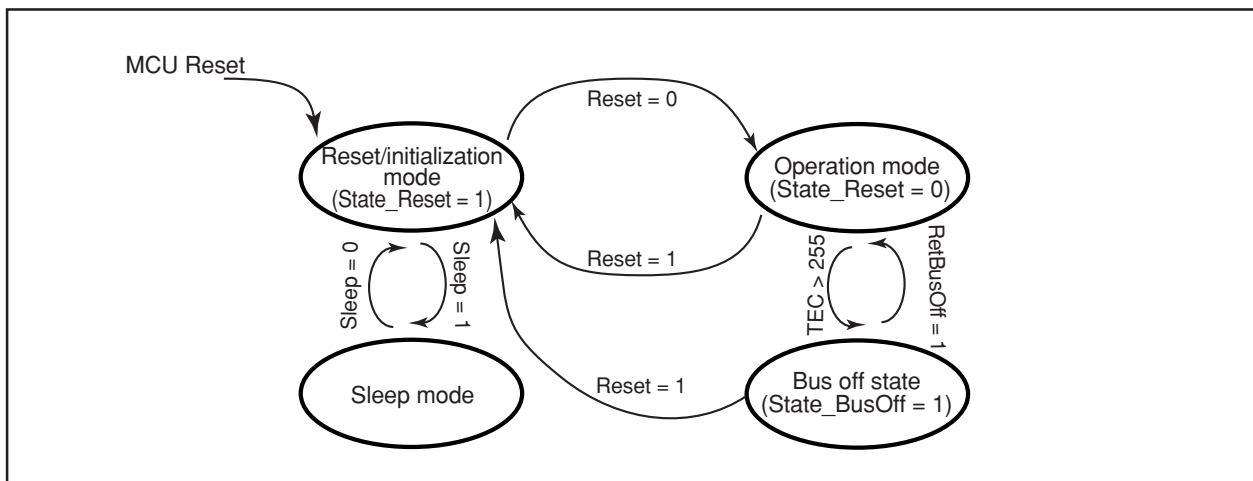 MCU Reset
Reset = 0
Reset/initialization
mode
(State_Reset = 1)
Operation mode
(State_Reset = 0)
Reset = 1
Sleep = 0
Sleep = 1
TEC > 255
RetBusOff = 1
Sleep mode
Reset = 1
Bus off state
(State_BusOff = 1)